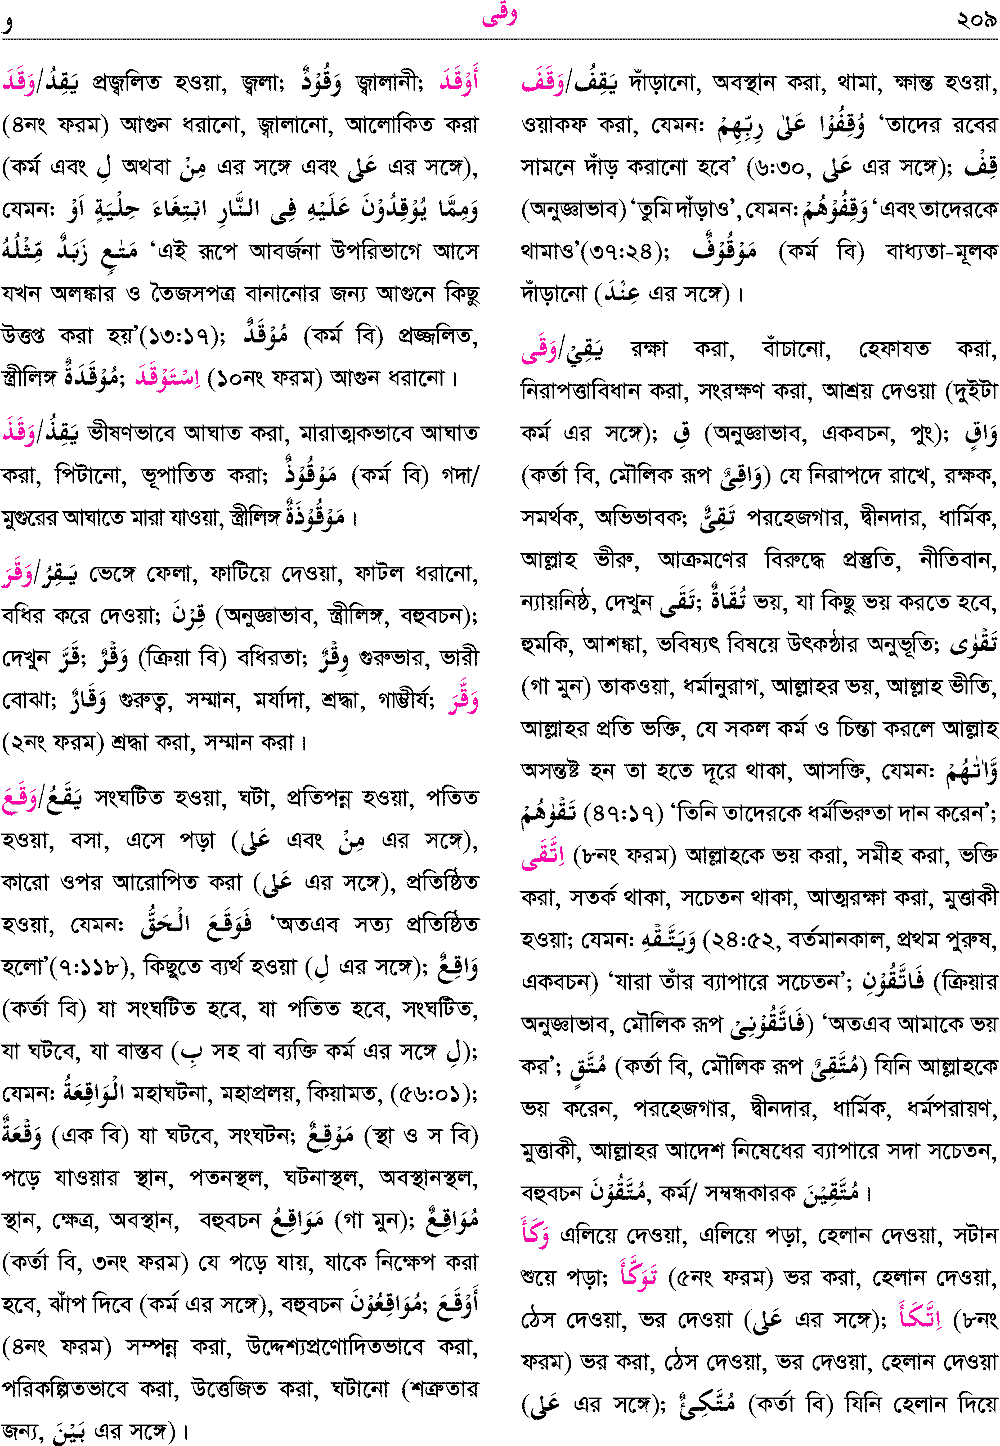 و وقى ২০৯
وَقَدَ/يَقِدُ প্রজ্বলিত হওয়া, জ্বলা; وَقُوْدٌ জ্বালানী; أَوْقَدَ
(৪নং ফরম) আগুন ধরানো, জ্বালানো, আলোকিত করা
(কর্ম এবং لِ অথবা مِنْ এর সঙ্গে এবং عَلى এর সঙ্গে),
যেমন: وَمِمَّا يُوْقِدُوْنَ عَلَيْهِ فِى النَّارِ ابْتِغَاءَ حِلْيَةٍ اَوْ
مَتٰعٍ زَبَدٌ مِّثْلُهُ ‘এই রূপে আবর্জনা উপরিভাগে আসে
যখন অলঙ্কার ও তৈজসপত্র বানানোর জন্য আগুনে কিছু
উত্তপ্ত করা হয়’(১৩:১৭); مُوْقَدٌ (কর্ম বি) প্রজ্জলিত,
স্ত্রীলিঙ্গ مُوْقَدَةٌ; اِسْتَوْقَدَ (১০নং ফরম) আগুন ধরানো।
وَقَذَ/يَقِذُ ভীষণভাবে আঘাত করা, মারাত্মকভাবে আঘাত
করা, পিটানো, ভূপাতিত করা; مَوْقُوْذٌ (কর্ম বি) গদা/
মুগুরের আঘাতে মারা যাওয়া, স্ত্রীলিঙ্গ مَوْقُوْذَةٌ।
وَقَّرَ/يَقِرُ ভেঙ্গে ফেলা, ফাটিয়ে দেওয়া, ফাটল ধরানো,
বধির করে দেওয়া; قِرْنَ (অনুজ্ঞাভাব, স্ত্রীলিঙ্গ, বহুবচন);
দেখুন قَرَّ; وَقْرٌ (ক্রিয়া বি) বধিরতা; وِقْرٌ গুরুভার, ভারী
বোঝা; وَقَارٌ গুরুত্ব, সম্মান, মর্যাদা, শ্রদ্ধা, গাম্ভীর্য; وَقَّرَ
(২নং ফরম) শ্রদ্ধা করা, সম্মান করা।
وَقَعَ/يَقَعُ সংঘটিত হওয়া, ঘটা, প্রতিপন্ন হওয়া, পতিত
হওয়া, বসা, এসে পড়া (عَلى এবং مِنْ এর সঙ্গে),
কারো ওপর আরোপিত করা (عَلى এর সঙ্গে), প্রতিষ্ঠিত
হওয়া, যেমন: فَوَقَعَ الْحَقُّ ‘অতএব সত্য প্রতিষ্ঠিত
হলো’(৭:১১৮), কিছুতে ব্যর্থ হওয়া (لِ এর সঙ্গে); وَاقِعٌ
(কর্তা বি) যা সংঘটিত হবে, যা পতিত হবে, সংঘটিত,
যা ঘটবে, যা বাস্তব (بِ সহ বা ব্যক্তি কর্ম এর সঙ্গে لِ);
যেমন: الْوَاقِعَةُ মহাঘটনা, মহাপ্রলয়, কিয়ামত, (৫৬:০১);
وَقْعَةٌ (এক বি) যা ঘটবে, সংঘটন; مَوْقِعٌ (স্থা ও স বি)
পড়ে যাওয়ার স্থান, পতনস্থল, ঘটনাস্থল, অবস্থানস্থল,
স্থান, ক্ষেত্র, অবস্থান, বহুবচন مَوَاقِعُ (গা মুন); مُوَاقِعٌ
(কর্তা বি, ৩নং ফরম) যে পড়ে যায়, যাকে নিক্ষেপ করা
হবে, ঝাঁপ দিবে (কর্ম এর সঙ্গে), বহুবচন مُوَاقِعُوْنَ; أَوْقَعَ
(৪নং ফরম) সম্পন্ন করা, উদ্দেশ্যপ্রণোদিতভাবে করা,
পরিকল্পিতভাবে করা, উত্তেজিত করা, ঘটানো (শত্রুতার
জন্য, بَيْنَ এর সঙ্গে)।
وَقَفَ/يَقِفُ দাঁড়ানো, অবস্থান করা, থামা, ক্ষান্ত হওয়া,
ওয়াকফ করা, যেমন: وُقِفُوْا عَلىٰ رَبِّهِمْ ‘তাদের রবের
সামনে দাঁড় করানো হবে’ (৬:৩০, عَلى এর সঙ্গে); قِفْ
(অনুজ্ঞাভাব) ‘তুমি দাঁড়াও’, যেমন: وَقِفُوْهُمْ ‘এবং তাদেরকে
থামাও’(৩৭:২৪); مَوْقُوْفٌ (কর্ম বি) বাধ্যতা-মূলক
দাঁড়ানো (عِنْدَ এর সঙ্গে)।
وَقَى/يَقِيْ রক্ষা করা, বাঁচানো, হেফাযত করা,
নিরাপত্তাবিধান করা, সংরক্ষণ করা, আশ্রয় দেওয়া (দুইটা
কর্ম এর সঙ্গে); قِ (অনুজ্ঞাভাব, একবচন, পুং); وَاقٍ
(কর্তা বি, মৌলিক রূপ وَاقِىٌ) যে নিরাপদে রাখে, রক্ষক,
সমর্থক, অভিভাবক; تَقِىٌّ পরহেজগার, দ্বীনদার, ধার্মিক,
আল্লাহ ভীরু, আক্রমণের বিরুদ্ধে প্রস্তুতি, নীতিবান,
ন্যায়নিষ্ঠ, দেখুন تَقَى; تُقَاةٌ ভয়, যা কিছু ভয় করতে হবে,
হুমকি, আশঙ্কা, ভবিষ্যৎ বিষয়ে উৎকণ্ঠার অনুভূতি; تَقْوٰى
(গা মুন) তাকওয়া, ধর্মানুরাগ, আল্লাহর ভয়, আল্লাহ ভীতি,
আল্লাহর প্রতি ভক্তি, যে সকল কর্ম ও চিন্তা করলে আল্লাহ
অসন্তষ্ট হন তা হতে দূরে থাকা, আসক্তি, যেমন: وَّاٰتٰهُمْ
تَقْوٰهُمْ (৪৭:১৭) ‘তিনি তাদেরকে ধর্মভিরুতা দান করেন’;
اِتَّقَى (৮নং ফরম) আল্লাহকে ভয় করা, সমীহ করা, ভক্তি
করা, সতর্ক থাকা, সচেতন থাকা, আত্মরক্ষা করা, মুত্তাকী
হওয়া; যেমন: وَيَتَّقْهِ (২৪:৫২, বর্তমানকাল, প্রথম পুরুষ,
একবচন) ‘যারা তাঁর ব্যাপারে সচেতন’; فَاتَّقُوْنِ (ক্রিয়ার
অনুজ্ঞাভাব, মৌলিক রূপ فَاتَّقُوْنِىْ) ‘অতএব আমাকে ভয়
কর’; مُتَّقٍ (কর্তা বি, মৌলিক রূপ مُتَّقِىٌ) যিনি আল্লাহকে
ভয় করেন, পরহেজগার, দ্বীনদার, ধার্মিক, ধর্মপরায়ণ,
মুত্তাকী, আল্লাহর আদেশ নিষেধের ব্যাপারে সদা সচেতন,
বহুবচন مُتَّقُوْنَ, কর্ম/ সম্বন্ধকারক مُتَّقِيْنَ।
وَكَأَ এলিয়ে দেওয়া, এলিয়ে পড়া, হেলান দেওয়া, সটান
শুয়ে পড়া; تَوَكَّأَ (৫নং ফরম) ভর করা, হেলান দেওয়া,
ঠেস দেওয়া, ভর দেওয়া (عَلى এর সঙ্গে); اِتَّكَأَ (৮নং
ফরম) ভর করা, ঠেস দেওয়া, ভর দেওয়া, হেলান দেওয়া
(عَلى এর সঙ্গে); مُتَّكِئٌ (কর্তা বি) যিনি হেলান দিয়ে